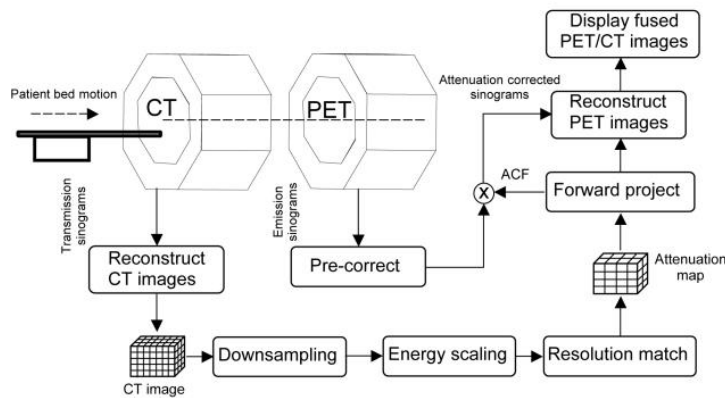 Display fused
PET/CT images
Patient bed motion
CT
PET
Attenuation corrected
sinograms
Reconstruct
PET images
Transmission
sinograms
Emission
sinograms
X
ACF
Forward project
Reconstruct
CT images
Pre-correct
Attenuation
map
CT image
Downsampling
Energy scaling
Resolution match